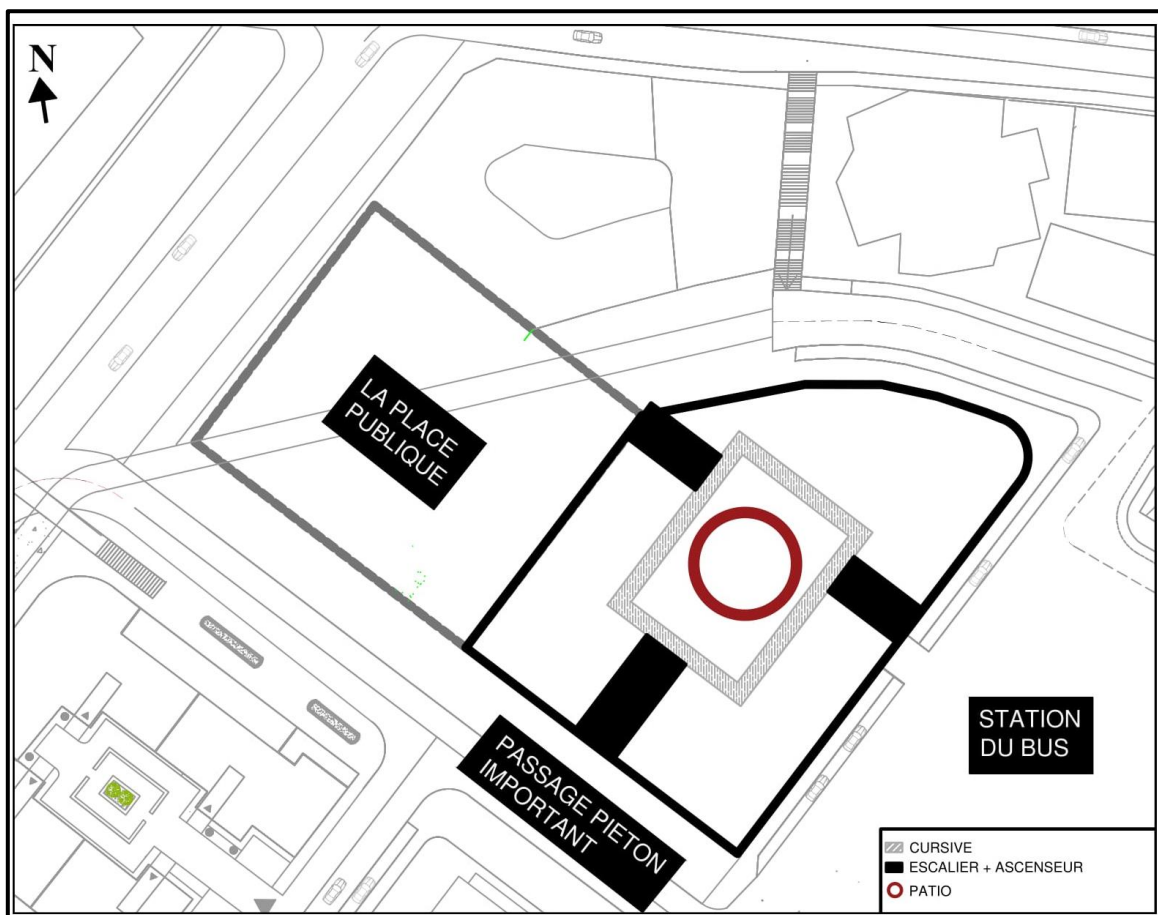 N
LA PLACE
PUBLIQUE
PASSAGE PIETON
IMPORTANT
STATION
DU BUS
CURSIVE
ESCALIER + ASCENSEUR
PATIO